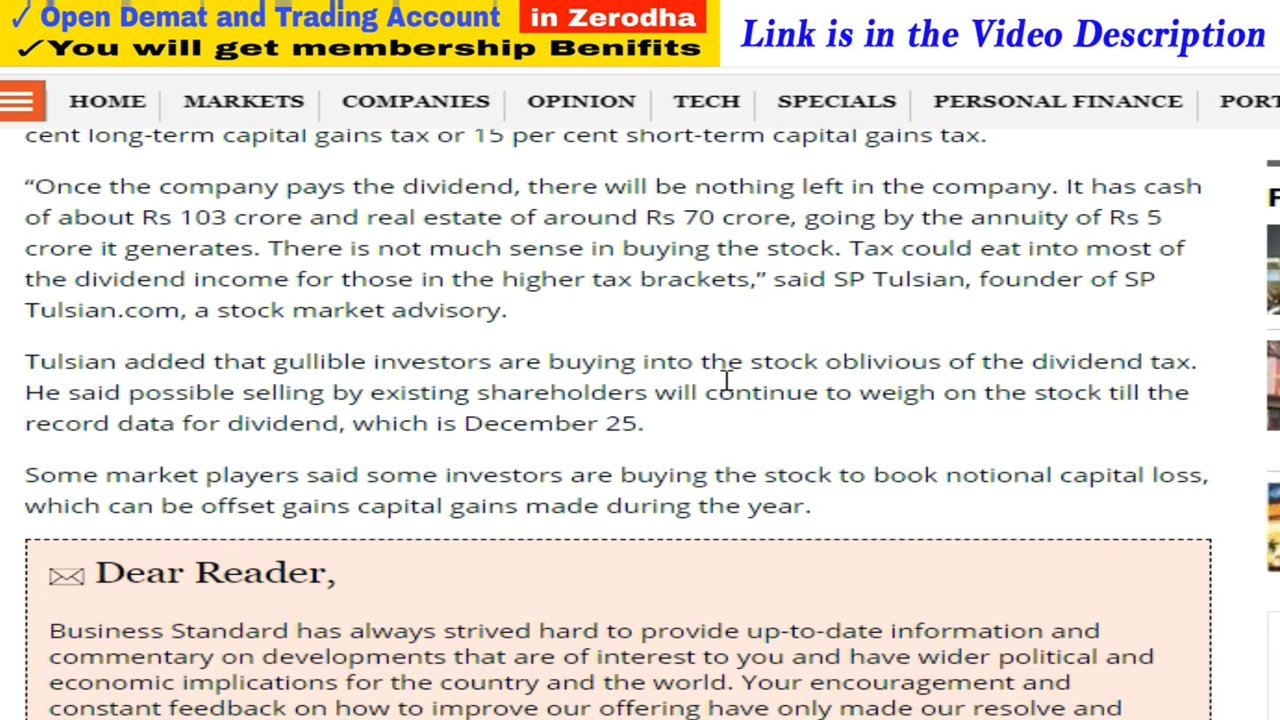 ✓ Open Demat and Trading Account in Zerodha
✓You will get membership Benifits
Link is in the Video Description
HOME MARKETS COMPANIES OPINION TECH SPECIALS PERSONAL FINANCE PORT
cent long-term capital gains tax or 15 per cent short-term capital gains tax.
“Once the company pays the dividend, there will be nothing left in the company. It has cash
of about Rs 103 crore and real estate of around Rs 70 crore, going by the annuity of Rs 5
crore it generates. There is not much sense in buying the stock. Tax could eat into most of
the dividend income for those in the higher tax brackets,” said SP Tulsian, founder of SP
Tulsian.com, a stock market advisory.
Tulsian added that gullible investors are buying into the stock oblivious of the dividend tax.
He said possible selling by existing shareholders will continue to weigh on the stock till the
record data for dividend, which is December 25.
Some market players said some investors are buying the stock to book notional capital loss,
which can be offset gains capital gains made during the year.
Dear Reader,
Business Standard has always strived hard to provide up-to-date information and
commentary on developments that are of interest to you and have wider political and
economic implications for the country and the world. Your encouragement and
constant feedback on how to improve our offering have only made our resolve and